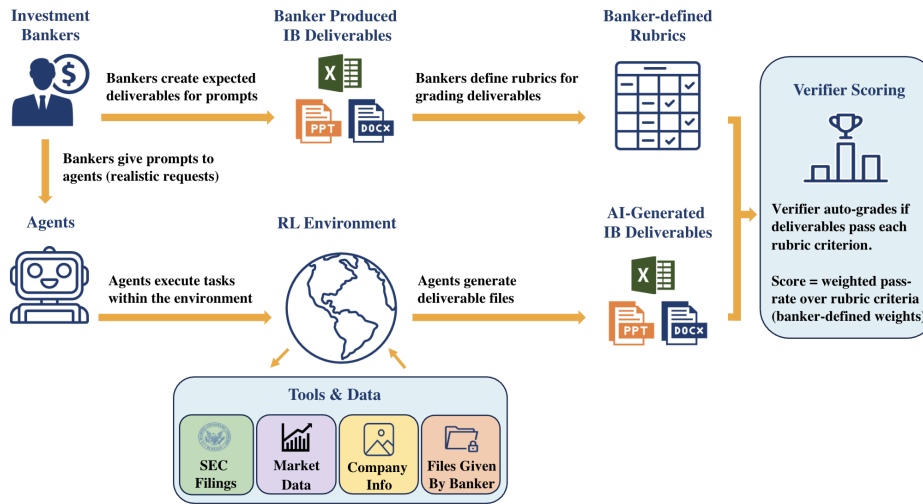 Investment
Bankers
Banker Produced
IB Deliverables
Banker-defined
Rubrics
Bankers create expected
deliverables for prompts
PPT
DOCX
Bankers define rubrics for
grading deliverables
Verifier Scoring
Verifier auto-grades if
deliverables pass each
rubric criterion.
Score = weighted pass-
rate over rubric criteria
(banker-defined weights)
Bankers give prompts to
agents (realistic requests)
Agents
RL Environment
AI-Generated
IB Deliverables
Agents execute tasks
within the environment
Agents generate
deliverable files
X
PPT
DOCX
Tools & Data
SEC
Filings
Market
Data
Company
Info
Files Given
By Banker